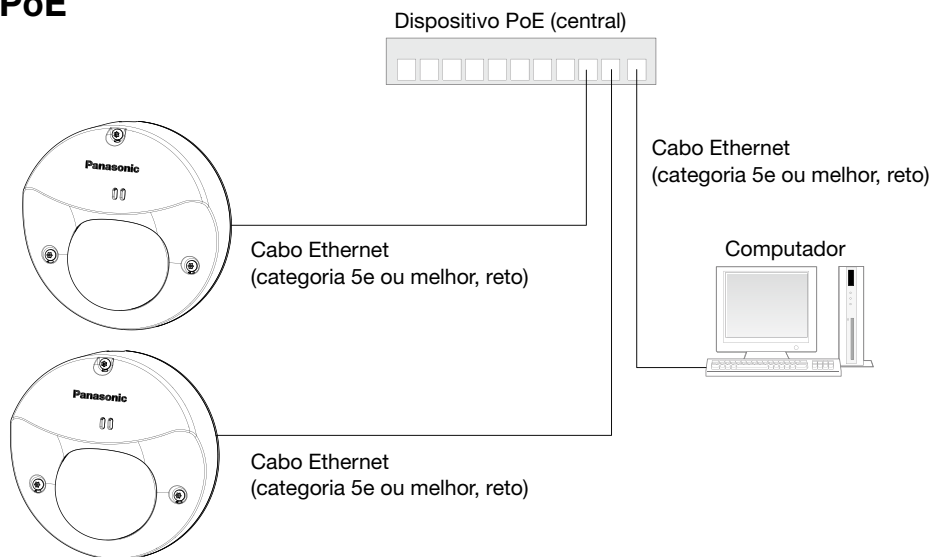 PoE
Dispositivo PoE (central)
Panasonic
Cabo Ethernet
(categoria 5e ou melhor, reto)
Cabo Ethernet
(categoria 5e ou melhor, reto)
Computador
Panasonic
Cabo Ethernet
(categoria 5e ou melhor, reto)